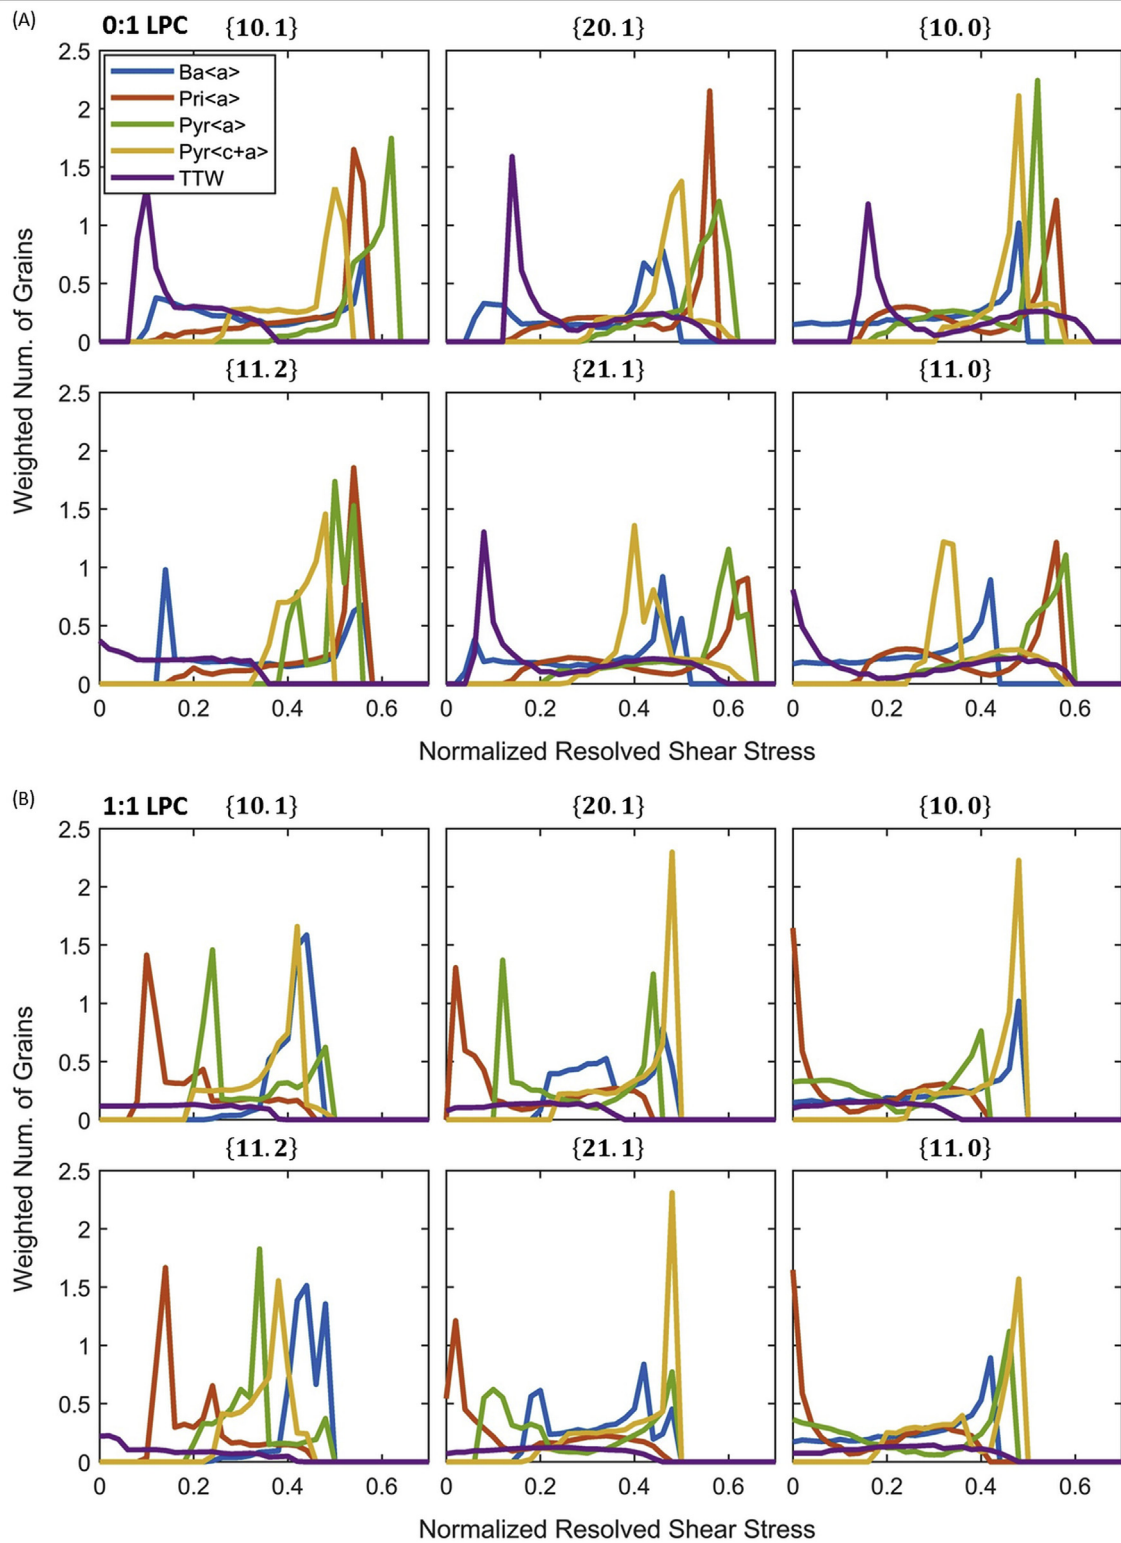 (A)
0:1 LPC {10.1} {20.1} {10.0}
2.5
2
1.5
1
0.5
0
Ba<a>
Pri<a>
Pyr<a>
Pyr<c+a>
TTW
{11.2} {21.1} {11.0}
2.5
2
1.5
1
0.5
0
Weighted Num. of Grains
0 0.2 0.4 0.6 0 0.2 0.4 0.6 0 0.2 0.4 0.6
Normalized Resolved Shear Stress
(B)
1:1 LPC {10.1} {20.1} {10.0}
2.5
2
1.5
1
0.5
0
{11.2} {21.1} {11.0}
2.5
2
1.5
1
0.5
0
Weighted Num. of Grains
0 0.2 0.4 0.6 0 0.2 0.4 0.6 0 0.2 0.4 0.6
Normalized Resolved Shear Stress